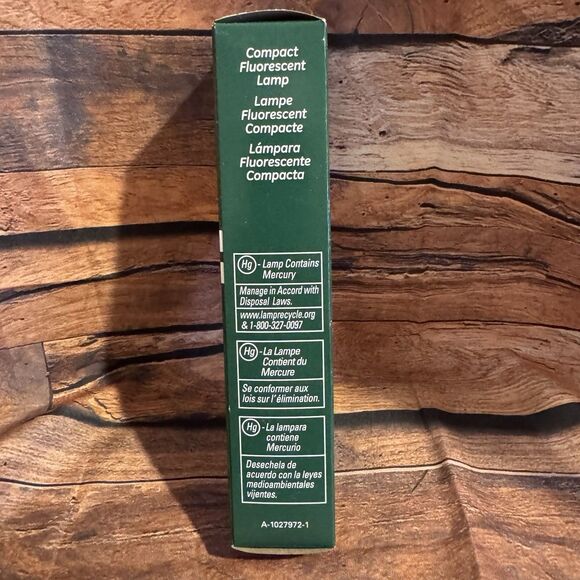 Compact
Fluorescent
Lamp
Lampe
Fluorescent
Compacte
Lámpara
Fluorescente
Compacta
Hg - Lamp Contains
Mercury
Manage in Accord with
Disposal Laws.
www.lamprecycle.org
& 1-800-327-0097
Hg - La Lampe
Contient du
Mercure
Se conformer aux
lois sur l'élimination.
Hg - La lampara
contiene
Mercurio
Desechela de
acuerdo con la leyes
medioambientales
vijentes.
A-1027972-1